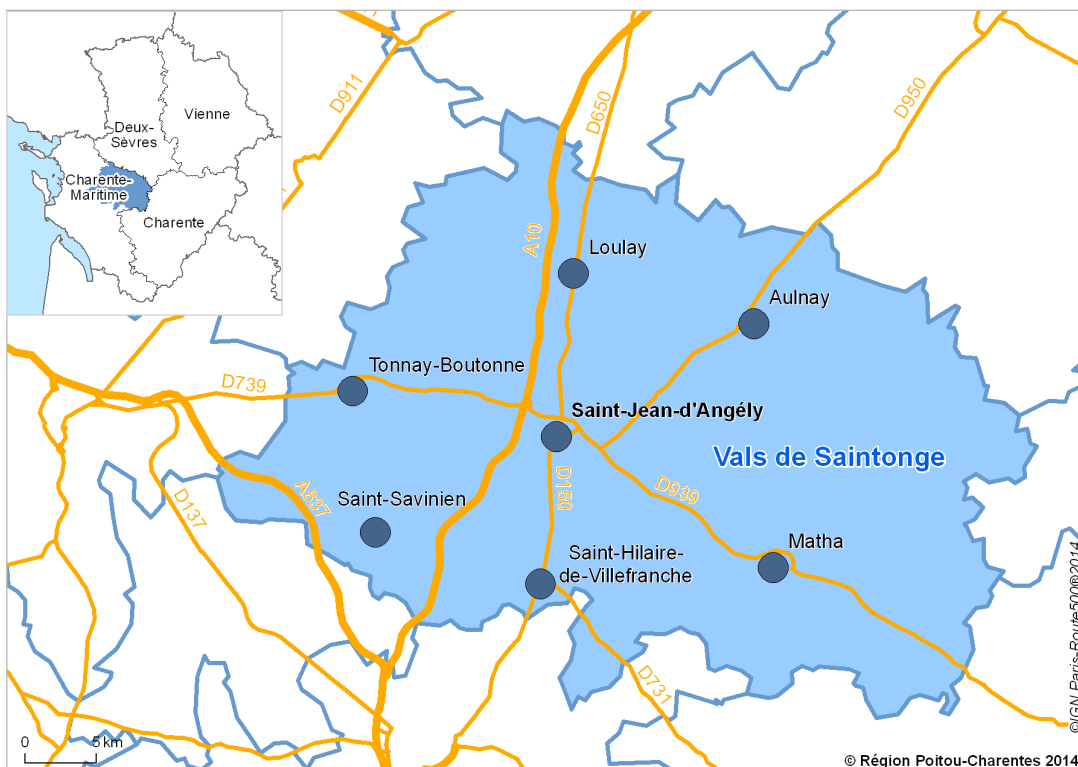 Deux-
Sèvres
Vienne
Charente-
Maritime
Charente
D911
D650
D950
A10
Loulay
Aulnay
Tonnay-Boutonne
D739
Saint-Jean-d'Angély
Vals de Saintonge
D150
D939
A837
D137
Saint-Savinien
Saint-Hilaire-
de-Villefranche
Matha
D731
0 5 km
©IGN Paris-Route500®2014
© Région Poitou-Charentes 2014